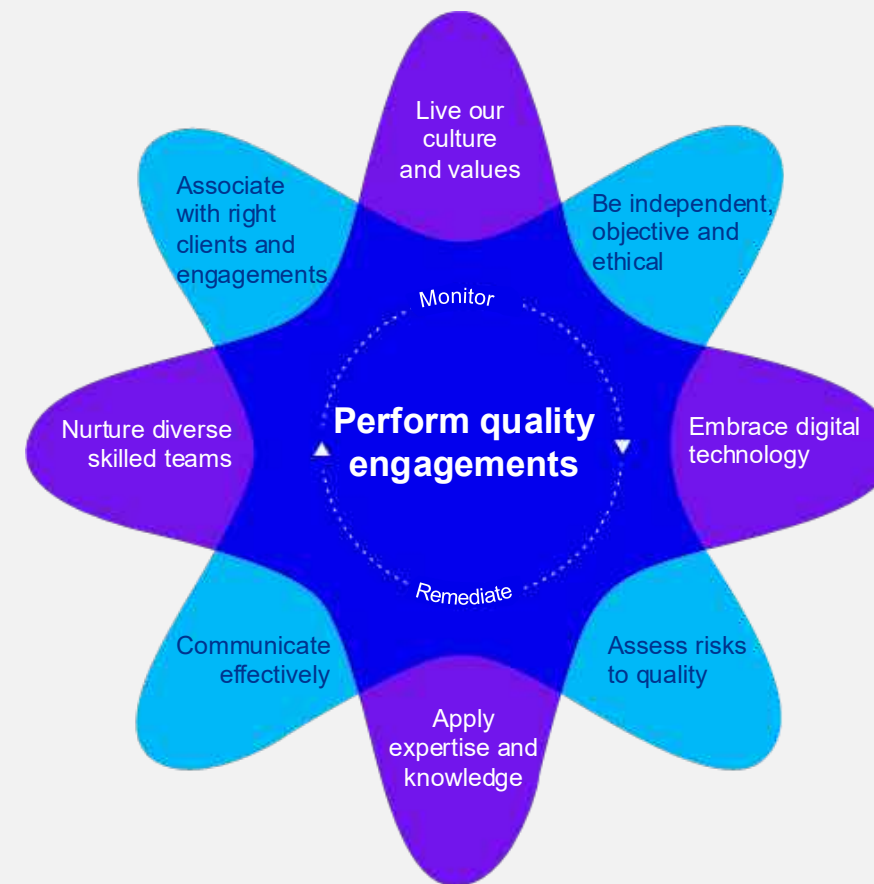 Live our
culture
and values
Associate
with right
clients and
engagements
Be independent,
objective and
ethical
Monitor
Nurture diverse
skilled teams
Perform quality
engagements
Embrace digital
technology
Remediate
Communicate
effectively
Assess risks
to quality
Apply
expertise and
knowledge